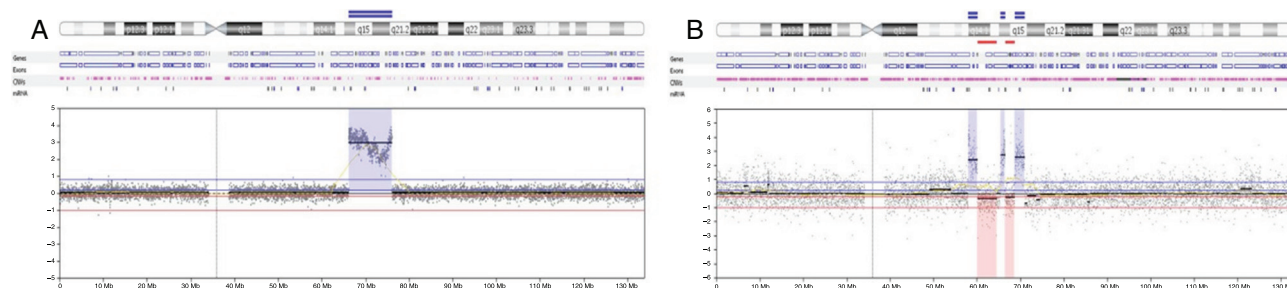 A
q15
q21.2
q22
q23.3
Genes
Exons
CNVs
miRNA
5
4
3
2
1
0
−1
−2
−3
−4
−5
0 Mb
10 Mb
20 Mb
30 Mb
40 Mb
50 Mb
60 Mb
70 Mb
80 Mb
90 Mb
100 Mb
110 Mb
120 Mb
130 Mb
B
q15
q21.2
q22
q23.3
Genes
Exons
CNVs
miRNA
6
5
4
3
2
1
0
−1
−2
−3
−4
−5
−6
0 Mb
10 Mb
20 Mb
30 Mb
40 Mb
50 Mb
60 Mb
70 Mb
80 Mb
90 Mb
100 Mb
110 Mb
120 Mb
130 Mb